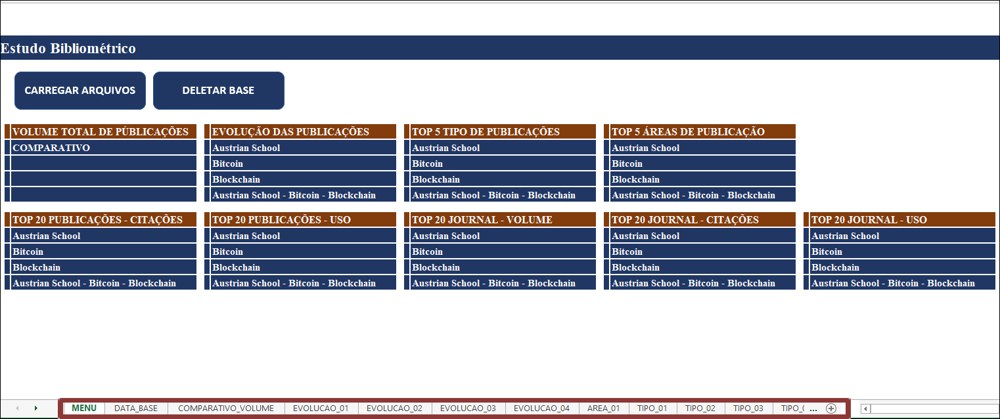 Estudo Bibliométrico
CARREGAR ARQUIVOS DELETAR BASE
VOLUME TOTAL DE PÚBLICAÇÕES EVOLUÇÃO DAS PUBLICAÇÕES TOP 5 TIPO DE PUBLICAÇÕES TOP 5 ÁREAS DE PUBLICAÇÃO
COMPARATIVO Austrian School Austrian School Austrian School
Bitcoin Bitcoin Bitcoin
Blockchain Blockchain Blockchain
Austrian School - Bitcoin - Blockchain Austrian School - Bitcoin - Blockchain Austrian School - Bitcoin - Blockchain
TOP 20 PUBLICAÇÕES - CITAÇÕES TOP 20 PUBLICAÇÕES - USO TOP 20 JOURNAL - VOLUME TOP 20 JOURNAL - CITAÇÕES TOP 20 JOURNAL - USO
Austrian School Austrian School Austrian School Austrian School Austrian School
Bitcoin Bitcoin Bitcoin Bitcoin Bitcoin
Blockchain Blockchain Blockchain Blockchain Blockchain
Austrian School - Bitcoin - Blockchain Austrian School - Bitcoin - Blockchain Austrian School - Bitcoin - Blockchain Austrian School - Bitcoin - Blockchain Austrian School - Bitcoin - Blockchain
MENU DATA_BASE COMPARATIVO_VOLUME EVOLUCAO_01 EVOLUCAO_02 EVOLUCAO_03 EVOLUCAO_04 AREA_01 TIPO_01 TIPO_02 TIPO_03 ...